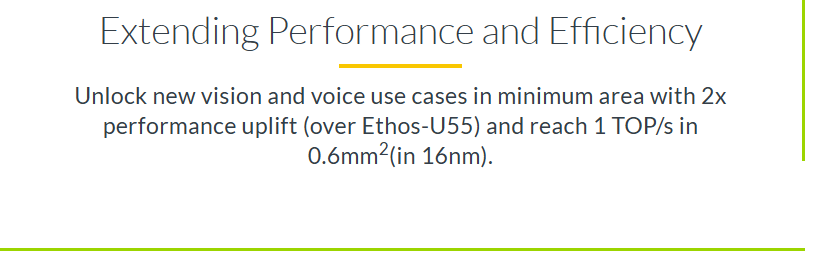 Extending Performance and Efficiency
Unlock new vision and voice use cases in minimum area with 2x
performance uplift (over Ethos-U55) and reach 1 TOP/s in
0.6mm²(in 16nm).